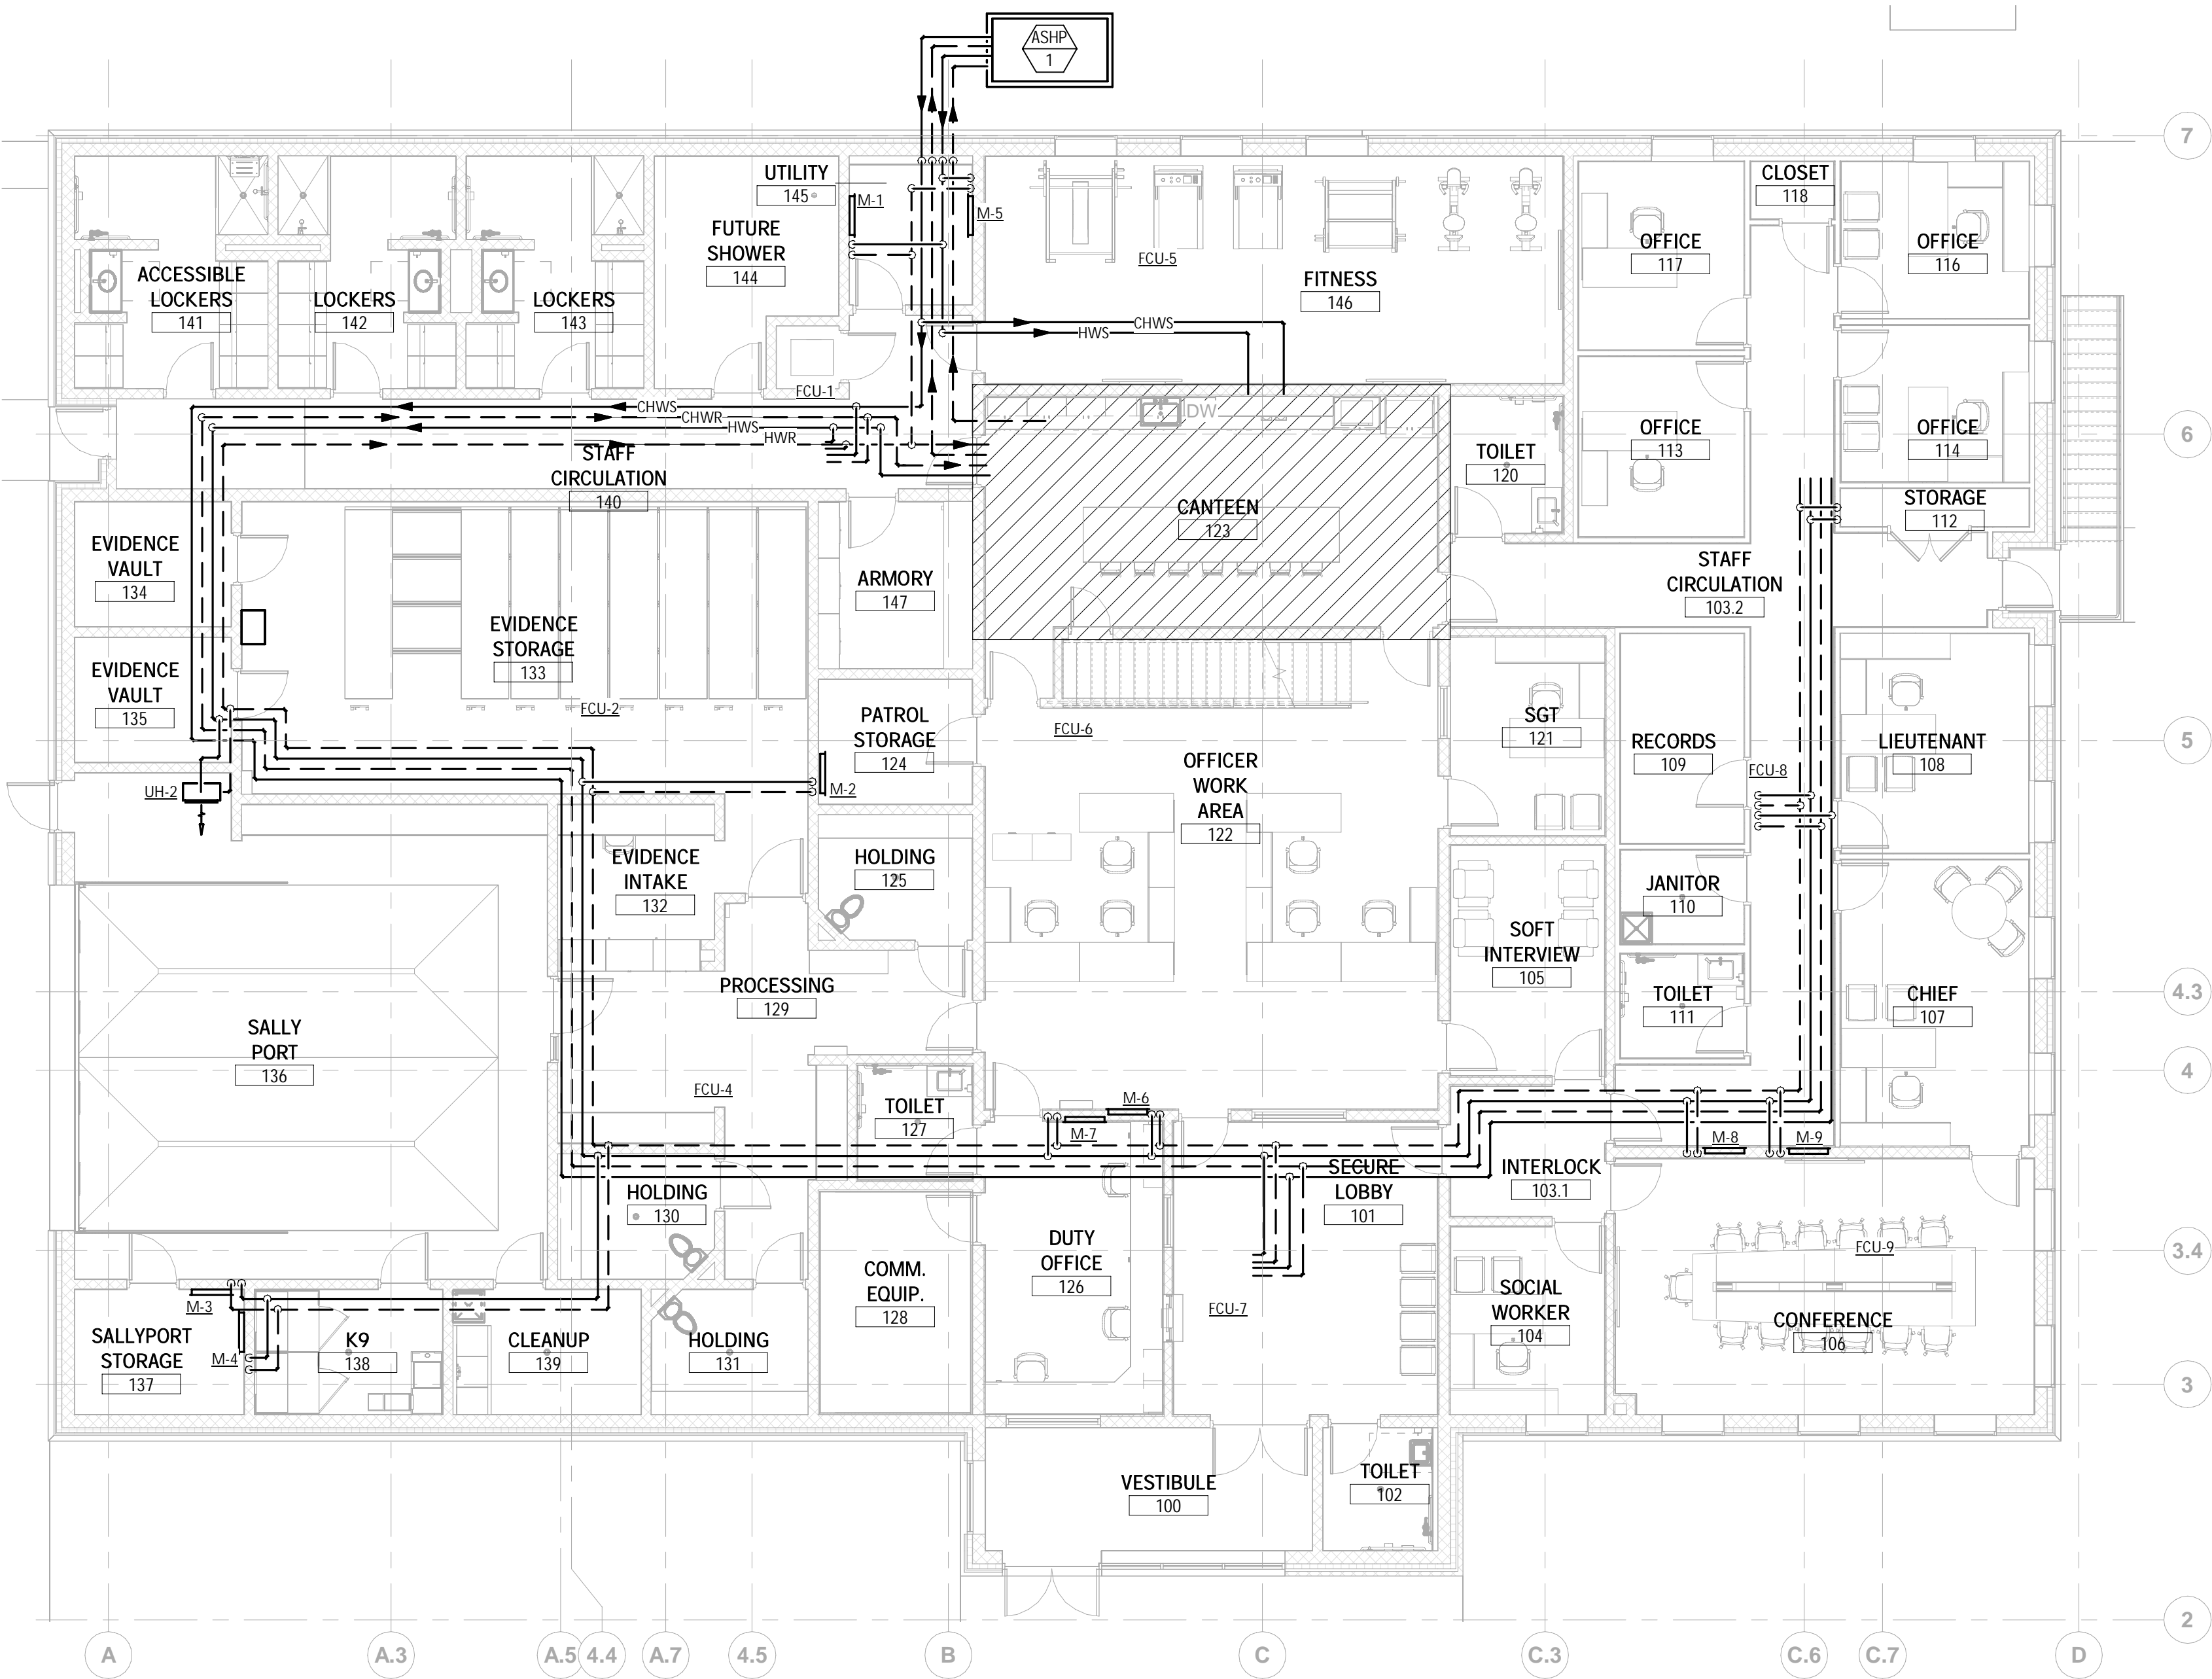 ASHP
1
7
UTILITY
145
M-1
M-5
CLOSET
118
FUTURE
SHOWER
144
FCU-5
OFFICE
117
OFFICE
116
ACCESSIBLE
LOCKERS
141
LOCKERS
142
LOCKERS
143
FITNESS
146
CHWS
HWS
FCU-1
CHWS
CHWR
HWS
HWR
DW
OFFICE
113
OFFICE
114
6
STAFF
CIRCULATION
140
TOILET
120
CANTEEN
123
STORAGE
112
EVIDENCE
VAULT
134
ARMORY
147
STAFF
CIRCULATION
103.2
EVIDENCE
STORAGE
133
EVIDENCE
VAULT
135
FCU-2
PATROL
STORAGE
124
FCU-6
SGT
121
RECORDS
109
LIEUTENANT
108
5
OFFICER
WORK
AREA
122
FCU-8
UH-2
M-2
EVIDENCE
INTAKE
132
HOLDING
125
JANITOR
110
SOFT
INTERVIEW
105
PROCESSING
129
TOILET
111
CHIEF
107
4.3
SALLY
PORT
136
4
FCU-4
TOILET
127
M-6
M-7
M-8
M-9
HOLDING
130
SECURE
LOBBY
101
INTERLOCK
103.1
DUTY
OFFICE
126
FCU-9
3.4
COMM.
EQUIP.
128
M-3
FCU-7
SOCIAL
WORKER
104
CONFERENCE
106
SALLYPORT
STORAGE
137
M-4
K9
138
CLEANUP
139
HOLDING
131
3
VESTIBULE
100
TOILET
102
2
A
A.3
A.5
4.4
A.7
4.5
B
C
C.3
C.6
C.7
D